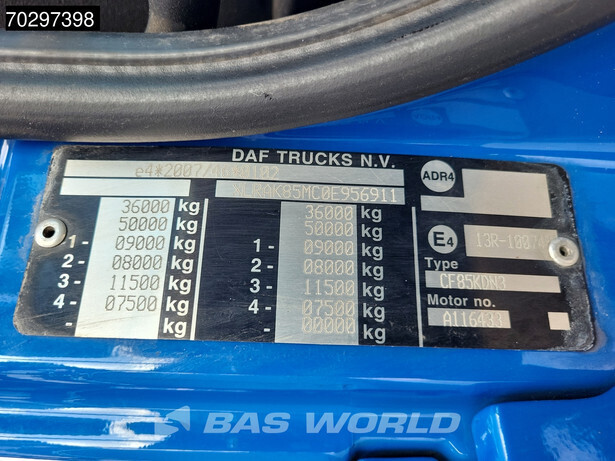 70297398
DAF TRUCKS N.V.
ADR4
36000 kg 36000 kg
50000 kg 50000 kg
1- 09000 kg 1- 09000 kg
2- 08000 kg 2- 08000 kg
3- 11500 kg 3- 11500 kg
4- 07500 kg 4- 07500 kg
- kg - 00000 kg
E4
Type
CF85KDN3
Motor no.
A116433
BAS WORLD